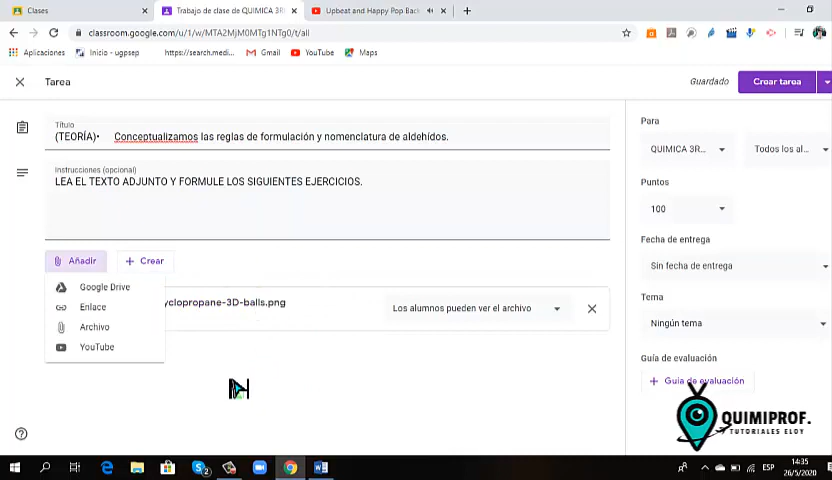 Clases
Trabajo de clase de QUIMICA 3R
Upbeat and Happy Pop Back
classroom.google.com/u/1/w/MTA2MjM0MTg1NTg0/t/all
Aplicaciones
Inicio - ugpsep
https://search.medi...
Gmail
YouTube
Maps
Tarea
Guardado
Crear tarea
Título
(TEORÍA)• Conceptualizamos las reglas de formulación y nomenclatura de aldehídos.
Instrucciones (opcional)
LEA EL TEXTO ADJUNTO Y FORMULE LOS SIGUIENTES EJERCICIOS.
Añadir
Crear
Google Drive
Enlace
Archivo
YouTube
yclopropane-3D-balls.png
Los alumnos pueden ver el archivo
Para
QUIMICA 3R...
Todos los al...
Puntos
100
Fecha de entrega
Sin fecha de entrega
Tema
Ningún tema
Guía de evaluación
+ Guía de evaluación
QUIMIPROF.
TUTORIALES ELOY
ESP
14:35
26/5/2020